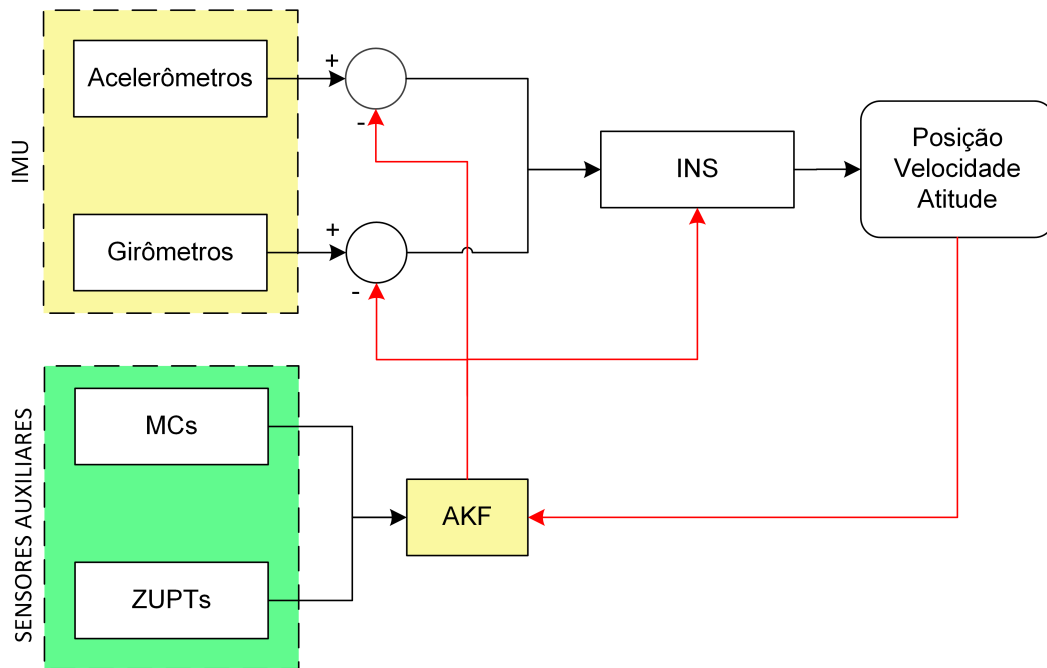 IMU
Acelerômetros
+
-
Girômetros
+
-
INS
Posição
Velocidade
Atitude
SENSORES AUXILIARES
MCs
ZUPTs
AKF